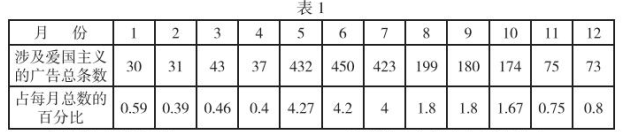 表 1
月 份 1 2 3 4 5 6 7 8 9 10 11 12
涉及爱国主义的广告总条数 30 31 43 37 432 450 423 199 180 174 75 73
占每月总数的百分比 0.59 0.39 0.46 0.4 4.27 4.2 4 1.8 1.8 1.67 0.75 0.8